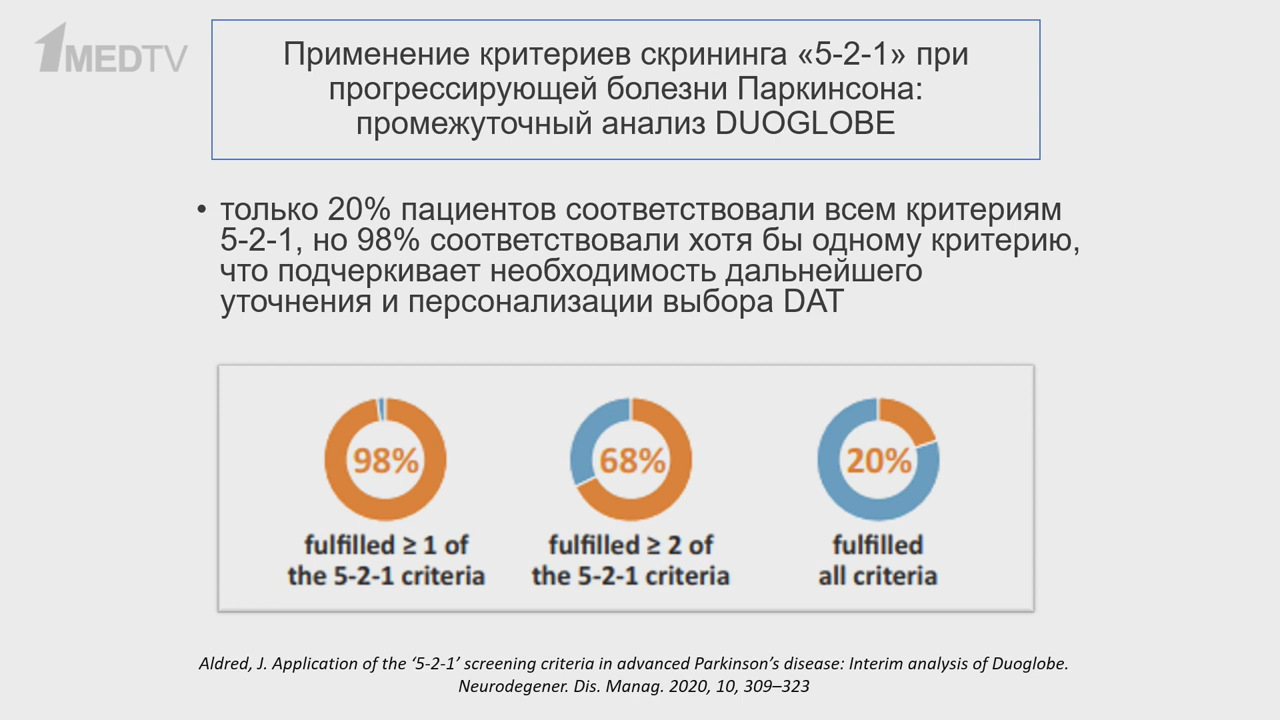 1MEDTV
Применение критериев скрининга «5-2-1» при
прогрессирующей болезни Паркинсона:
промежуточный анализ DUOGLOBE
• только 20% пациентов соответствовали всем критериям
5-2-1, но 98% соответствовали хотя бы одному критерию,
что подчеркивает необходимость дальнейшего
уточнения и персонализации выбора DAT
98%
fulfilled ≥ 1 of
the 5-2-1 criteria
68%
fulfilled ≥ 2 of
the 5-2-1 criteria
20%
fulfilled
all criteria
Aldred, J. Application of the ‘5-2-1’ screening criteria in advanced Parkinson’s disease: Interim analysis of Duoglobe.
Neurodegener. Dis. Manag. 2020, 10, 309–323